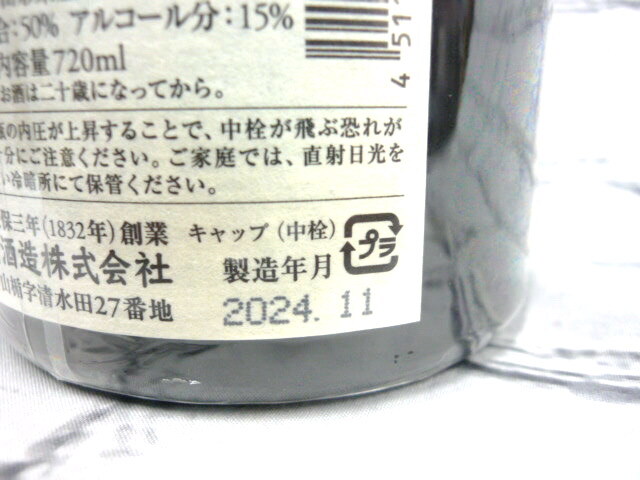 合:50% アルコール分:15%
内容量720ml
お酒は二十歳になってから。
451
の内圧が上昇することで、中栓が飛ぶ恐れが
十分にご注意ください。ご家庭では、直射日光を
い冷暗所にて保管ください。
保三年(1832年)創業 キャップ(中栓) プラ
酒造株式会社 製造年月
字清水田27番地 2024.11